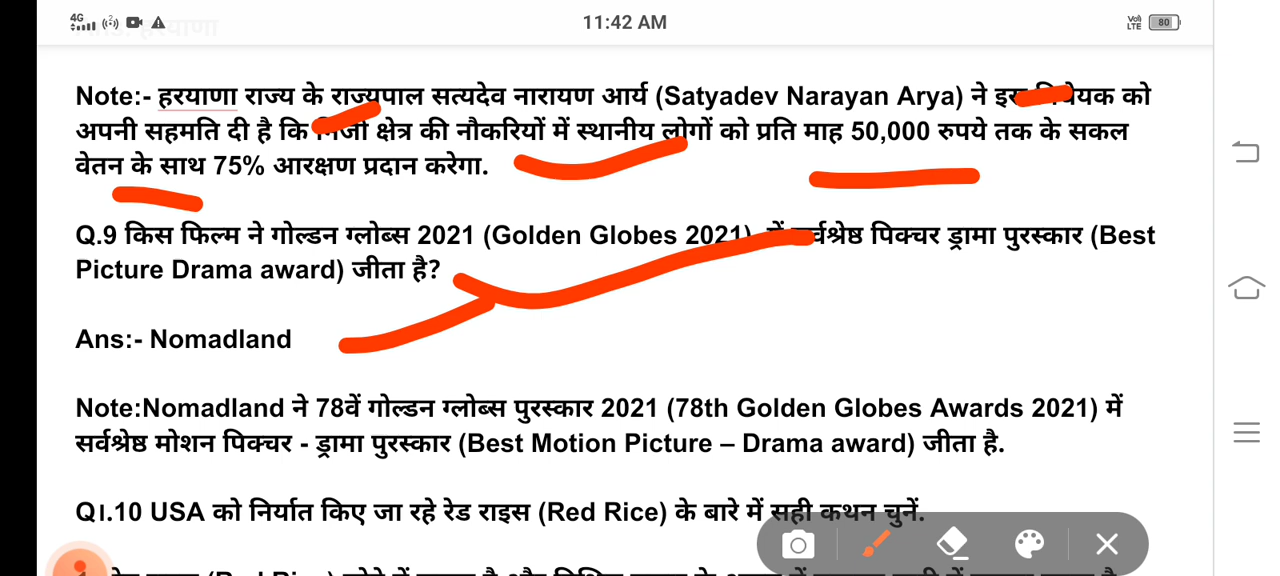 4G 11:42 AM VoI) LTE 80
Note:- हरयाणा राज्य के राज्यपाल सत्यदेव नारायण आर्य (Satyadev Narayan Arya) ने इस विधेयक को
अपनी सहमति दी है कि निजी क्षेत्र की नौकरियों में स्थानीय लोगों को प्रति माह 50,000 रुपये तक के सकल
वेतन के साथ 75% आरक्षण प्रदान करेगा.
Q.9 किस फिल्म ने गोल्डन ग्लोब्स 2021 (Golden Globes 2021) में सर्वश्रेष्ठ पिक्चर ड्रामा पुरस्कार (Best
Picture Drama award) जीता है?
Ans:- Nomadland
Note:Nomadland ने 78वें गोल्डन ग्लोब्स पुरस्कार 2021 (78th Golden Globes Awards 2021) में
सर्वश्रेष्ठ मोशन पिक्चर - ड्रामा पुरस्कार (Best Motion Picture – Drama award) जीता है.
Q।.10 USA को निर्यात किए जा रहे रेड राइस (Red Rice) के बारे में सही कथन चुनें.